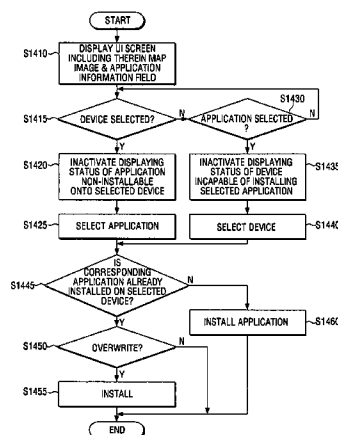 START
S1410
DISPLAY UI SCREEN
INCLUDING THEREIN MAP
IMAGE & APPLICATION
INFORMATION FIELD
S1415
DEVICE SELECTED?
N
S1430
APPLICATION SELECTED
?
N
Y
Y
S1420
INACTIVATE DISPLAYING
STATUS OF APPLICATION
NON-INSTALLABLE
ONTO SELECTED DEVICE
INACTIVATE DISPLAYING
STATUS OF DEVICE
INCAPABLE OF INSTALLING
SELECTED APPLICATION
S1435
S1425
SELECT APPLICATION
SELECT DEVICE
S1440
S1445
IS
CORRESPONDING
APPLICATION ALREADY
INSTALLED ON SELECTED
DEVICE?
N
Y
INSTALL APPLICATION
S1460
S1450
OVERWRITE?
N
Y
S1455
INSTALL
END